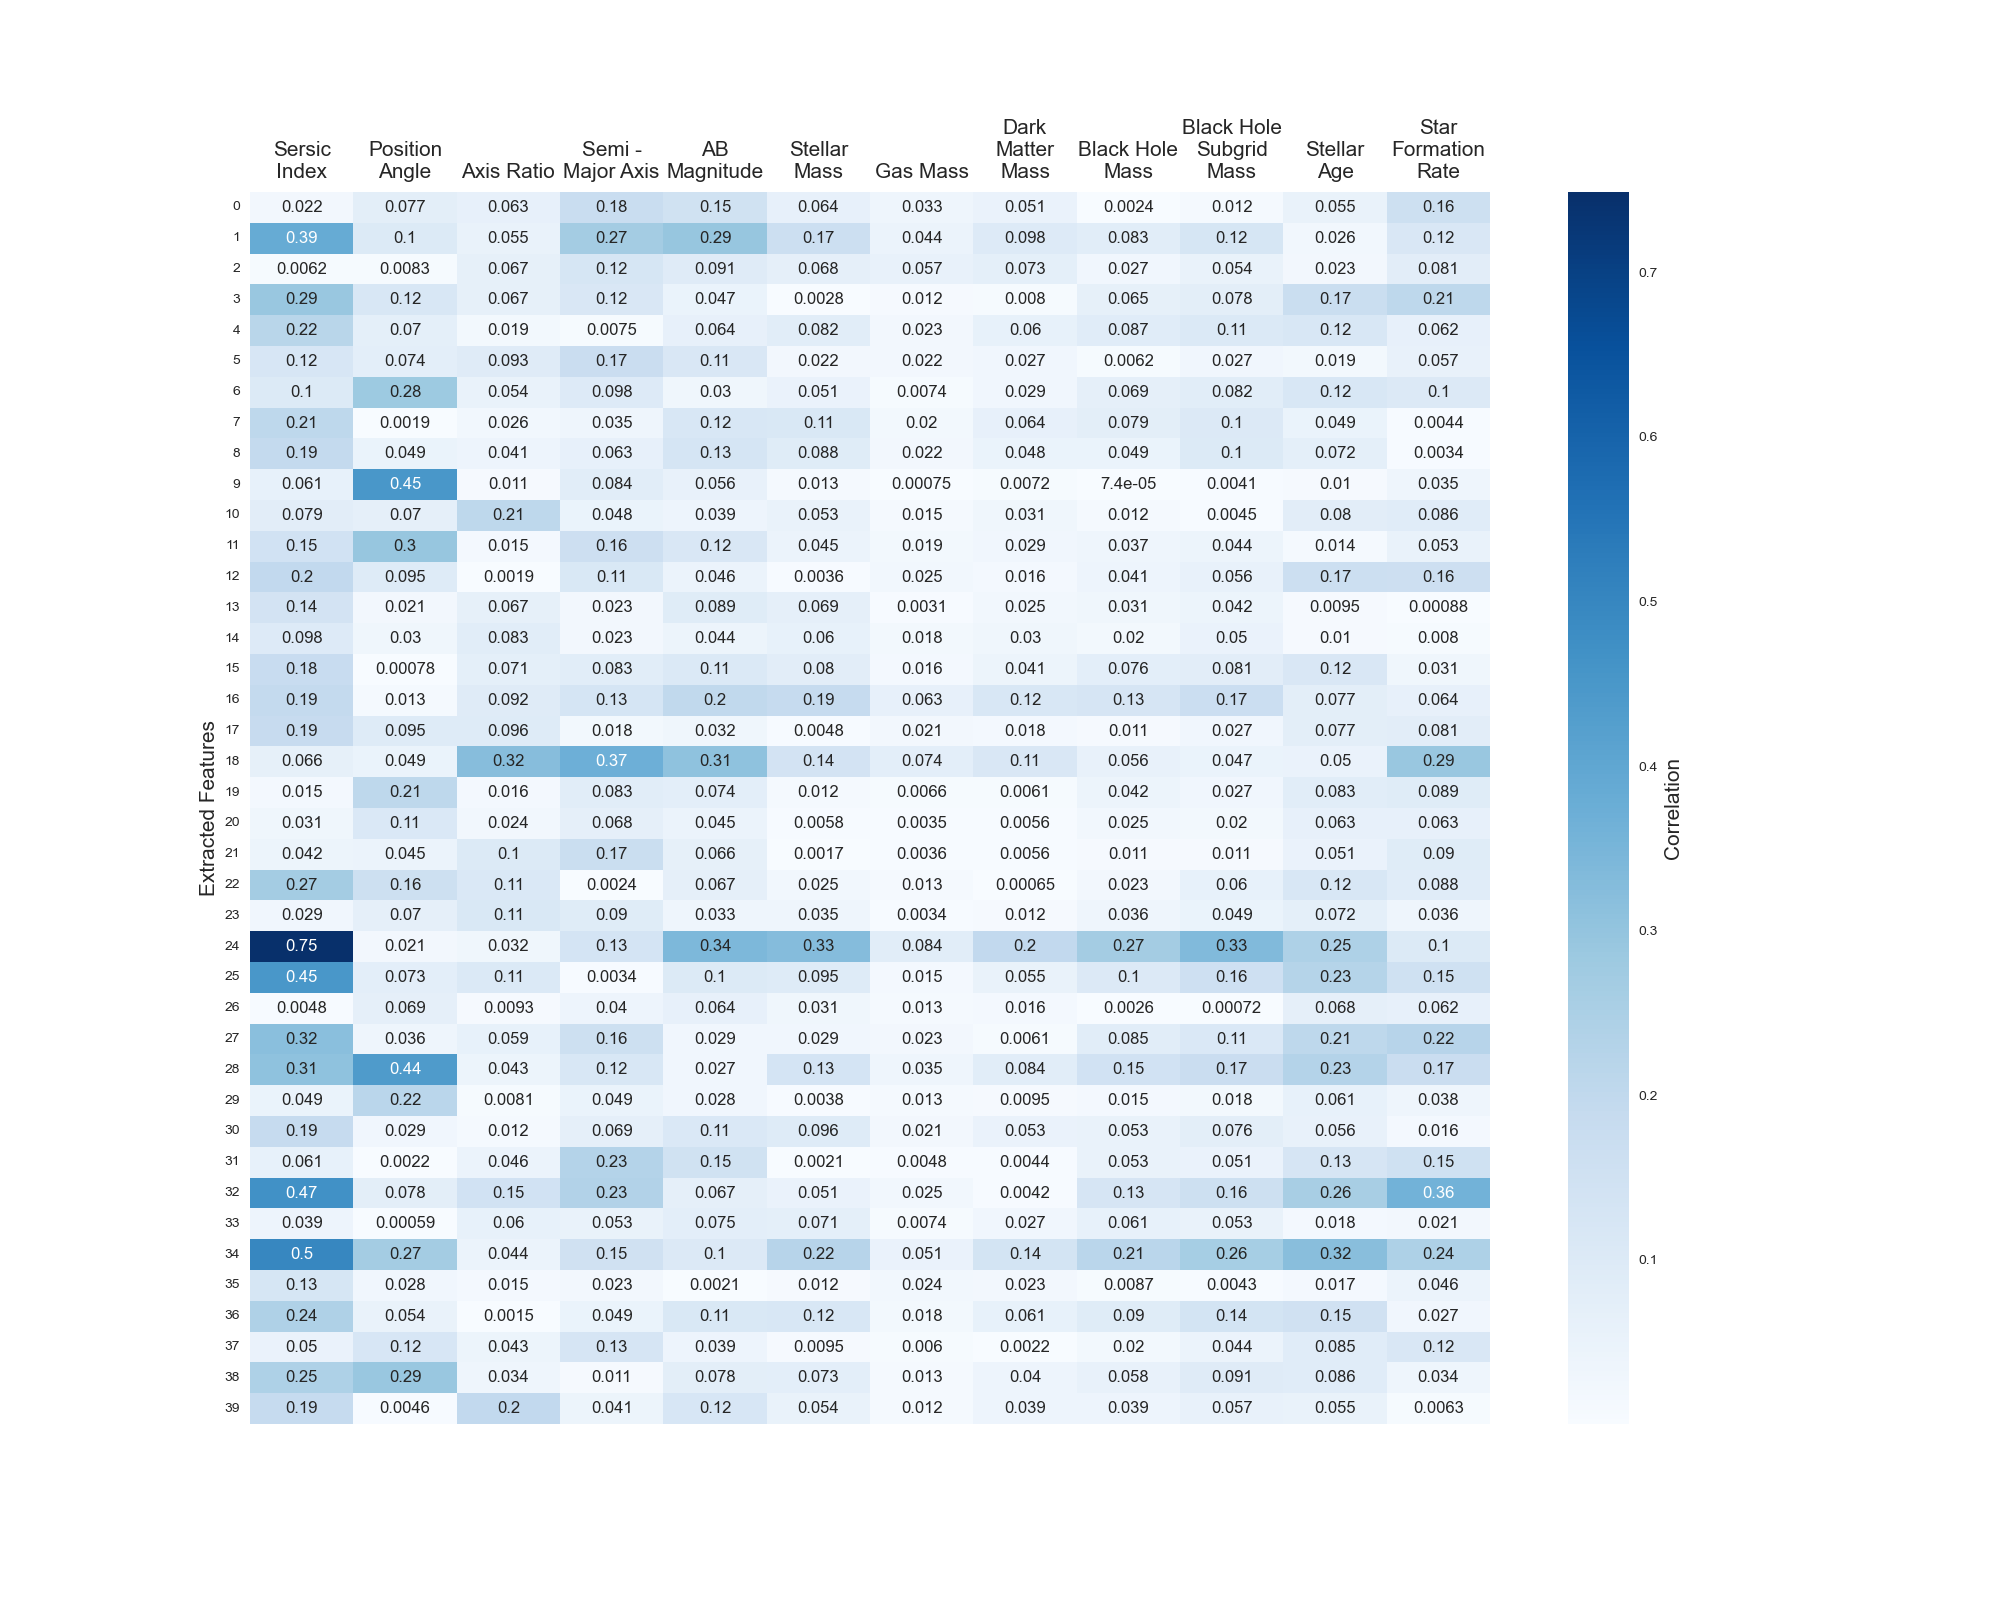 Sersic Index
Position Angle
Axis Ratio
Semi - Major Axis
AB Magnitude
Stellar Mass
Gas Mass
Dark Matter Mass
Black Hole Mass
Black Hole Subgrid Mass
Stellar Age
Star Formation Rate
0 0.022 0.077 0.063 0.18 0.15 0.064 0.033 0.051 0.0024 0.012 0.055 0.16
1 0.39 0.1 0.055 0.27 0.29 0.17 0.044 0.098 0.083 0.12 0.026 0.12
2 0.0062 0.0083 0.067 0.12 0.091 0.068 0.057 0.073 0.027 0.054 0.023 0.081
3 0.29 0.12 0.067 0.12 0.047 0.0028 0.012 0.008 0.065 0.078 0.17 0.21
4 0.22 0.07 0.019 0.0075 0.064 0.082 0.023 0.06 0.087 0.11 0.12 0.062
5 0.12 0.074 0.093 0.17 0.11 0.022 0.022 0.027 0.0062 0.027 0.019 0.057
6 0.1 0.28 0.054 0.098 0.03 0.051 0.0074 0.029 0.069 0.082 0.12 0.1
7 0.21 0.0019 0.026 0.035 0.12 0.11 0.02 0.064 0.079 0.1 0.049 0.0044
8 0.19 0.049 0.041 0.063 0.13 0.088 0.022 0.048 0.049 0.1 0.072 0.0034
9 0.061 0.45 0.011 0.084 0.056 0.013 0.00075 0.0072 7.4e-05 0.0041 0.01 0.035
10 0.079 0.07 0.21 0.048 0.039 0.053 0.015 0.031 0.012 0.0045 0.08 0.086
11 0.15 0.3 0.015 0.16 0.12 0.045 0.019 0.029 0.037 0.044 0.014 0.053
12 0.2 0.095 0.0019 0.11 0.046 0.0036 0.025 0.016 0.041 0.056 0.17 0.16
13 0.14 0.021 0.067 0.023 0.089 0.069 0.0031 0.025 0.031 0.042 0.0095 0.00088
14 0.098 0.03 0.083 0.023 0.044 0.06 0.018 0.03 0.02 0.05 0.01 0.008
15 0.18 0.00078 0.071 0.083 0.11 0.08 0.016 0.041 0.076 0.081 0.12 0.031
16 0.19 0.013 0.092 0.13 0.2 0.19 0.063 0.12 0.13 0.17 0.077 0.064
17 0.19 0.095 0.096 0.018 0.032 0.0048 0.021 0.018 0.011 0.027 0.077 0.081
18 0.066 0.049 0.32 0.37 0.31 0.14 0.074 0.11 0.056 0.047 0.05 0.29
19 0.015 0.21 0.016 0.083 0.074 0.012 0.0066 0.0061 0.042 0.027 0.083 0.089
20 0.031 0.11 0.024 0.068 0.045 0.0058 0.0035 0.0056 0.025 0.02 0.063 0.063
21 0.042 0.045 0.1 0.17 0.066 0.0017 0.0036 0.0056 0.011 0.011 0.051 0.09
22 0.27 0.16 0.11 0.0024 0.067 0.025 0.013 0.00065 0.023 0.06 0.12 0.088
23 0.029 0.07 0.11 0.09 0.033 0.035 0.0034 0.012 0.036 0.049 0.072 0.036
24 0.75 0.021 0.032 0.13 0.34 0.33 0.084 0.2 0.27 0.33 0.25 0.1
25 0.45 0.073 0.11 0.0034 0.1 0.095 0.015 0.055 0.1 0.16 0.23 0.15
26 0.0048 0.069 0.0093 0.04 0.064 0.031 0.013 0.016 0.0026 0.00072 0.068 0.062
27 0.32 0.036 0.059 0.16 0.029 0.029 0.023 0.0061 0.085 0.11 0.21 0.22
28 0.31 0.44 0.043 0.12 0.027 0.13 0.035 0.084 0.15 0.17 0.23 0.17
29 0.049 0.22 0.0081 0.049 0.028 0.0038 0.013 0.0095 0.015 0.018 0.061 0.038
30 0.19 0.029 0.012 0.069 0.11 0.096 0.021 0.053 0.053 0.076 0.056 0.016
31 0.061 0.0022 0.046 0.23 0.15 0.0021 0.0048 0.0044 0.053 0.051 0.13 0.15
32 0.47 0.078 0.15 0.23 0.067 0.051 0.025 0.0042 0.13 0.16 0.26 0.36
33 0.039 0.00059 0.06 0.053 0.075 0.071 0.0074 0.027 0.061 0.053 0.018 0.021
34 0.5 0.27 0.044 0.15 0.1 0.22 0.051 0.14 0.21 0.26 0.32 0.24
35 0.13 0.028 0.015 0.023 0.0021 0.012 0.024 0.023 0.0087 0.0043 0.017 0.046
36 0.24 0.054 0.0015 0.049 0.11 0.12 0.018 0.061 0.09 0.14 0.15 0.027
37 0.05 0.12 0.043 0.13 0.039 0.0095 0.006 0.0022 0.02 0.044 0.085 0.12
38 0.25 0.29 0.034 0.011 0.078 0.073 0.013 0.04 0.058 0.091 0.086 0.034
39 0.19 0.0046 0.2 0.041 0.12 0.054 0.012 0.039 0.039 0.057 0.055 0.0063
Extracted Features
0.7
0.6
0.5
0.4
0.3
0.2
0.1
Correlation